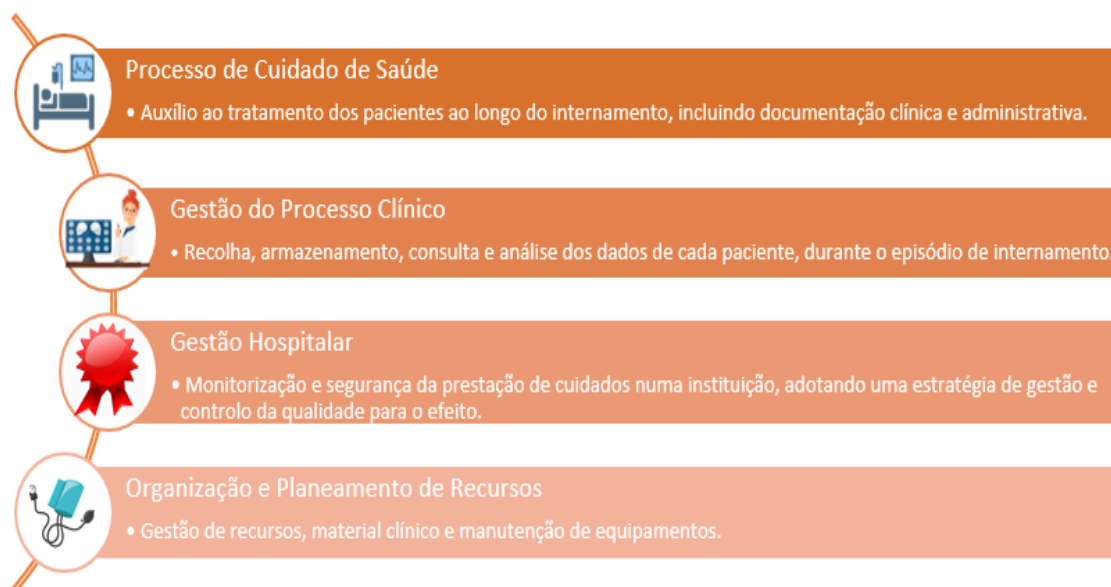 Processo de Cuidado de Saúde
• Auxílio ao tratamento dos pacientes ao longo do internamento, incluindo documentação clínica e administrativa.
Gestão do Processo Clínico
• Recolha, armazenamento, consulta e análise dos dados de cada paciente, durante o episódio de internamento.
Gestão Hospitalar
• Monitorização e segurança da prestação de cuidados numa instituição, adotando uma estratégia de gestão e
controlo da qualidade para o efeito.
Organização e Planeamento de Recursos
• Gestão de recursos, material clínico e manutenção de equipamentos.